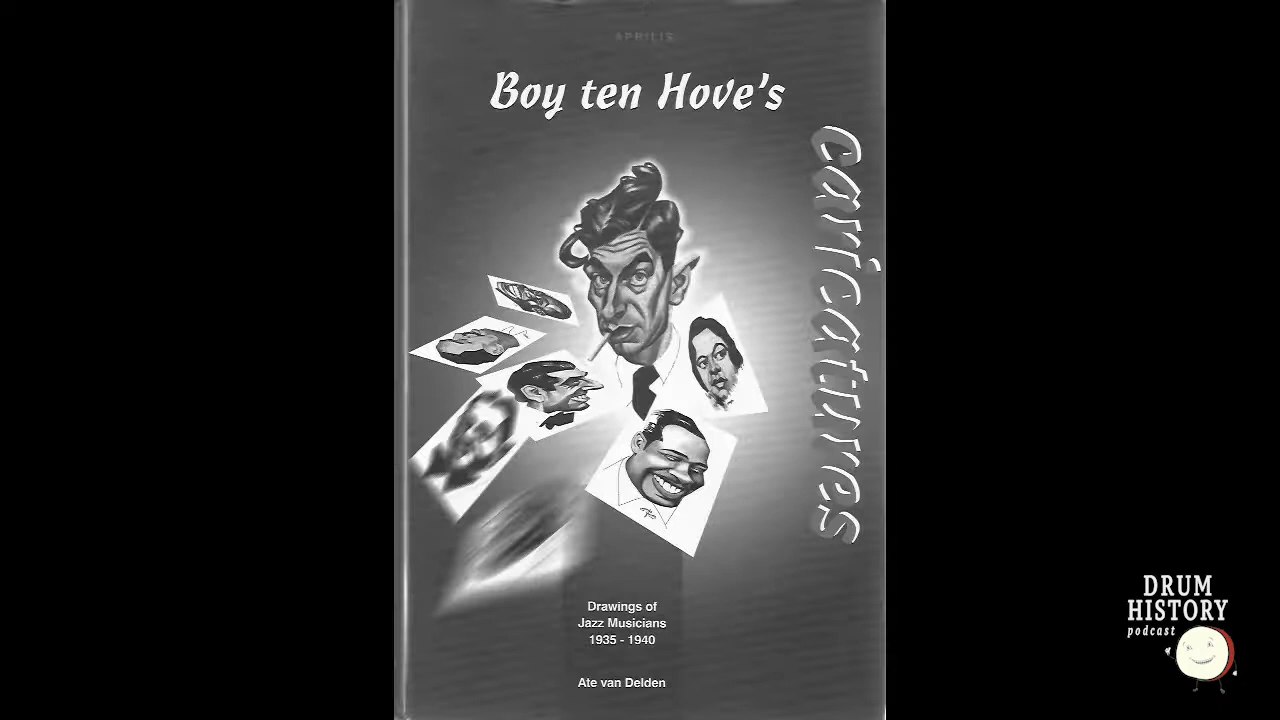 APRILIS
Boy ten Hove's
caricatures
Drawings of
Jazz Musicians
1935 - 1940
Ate van Delden
DRUM
HISTORY
podcast